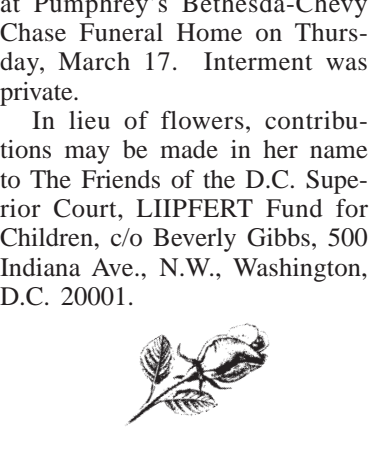 at Pumphrey's Bethesda-Chevy
Chase Funeral Home on Thurs-
day, March 17. Interment was
private.
In lieu of flowers, contribu-
tions may be made in her name
to The Friends of the D.C. Supe-
rior Court, LIIPFERT Fund for
Children, c/o Beverly Gibbs, 500
Indiana Ave., N.W., Washington,
D.C. 20001.